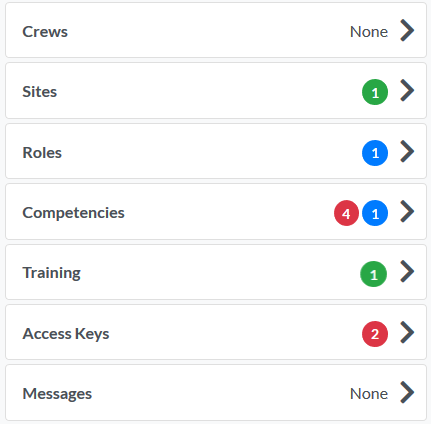 Crews None
Sites 1
Roles 1
Competencies 4 1
Training 1
Access Keys 2
Messages None